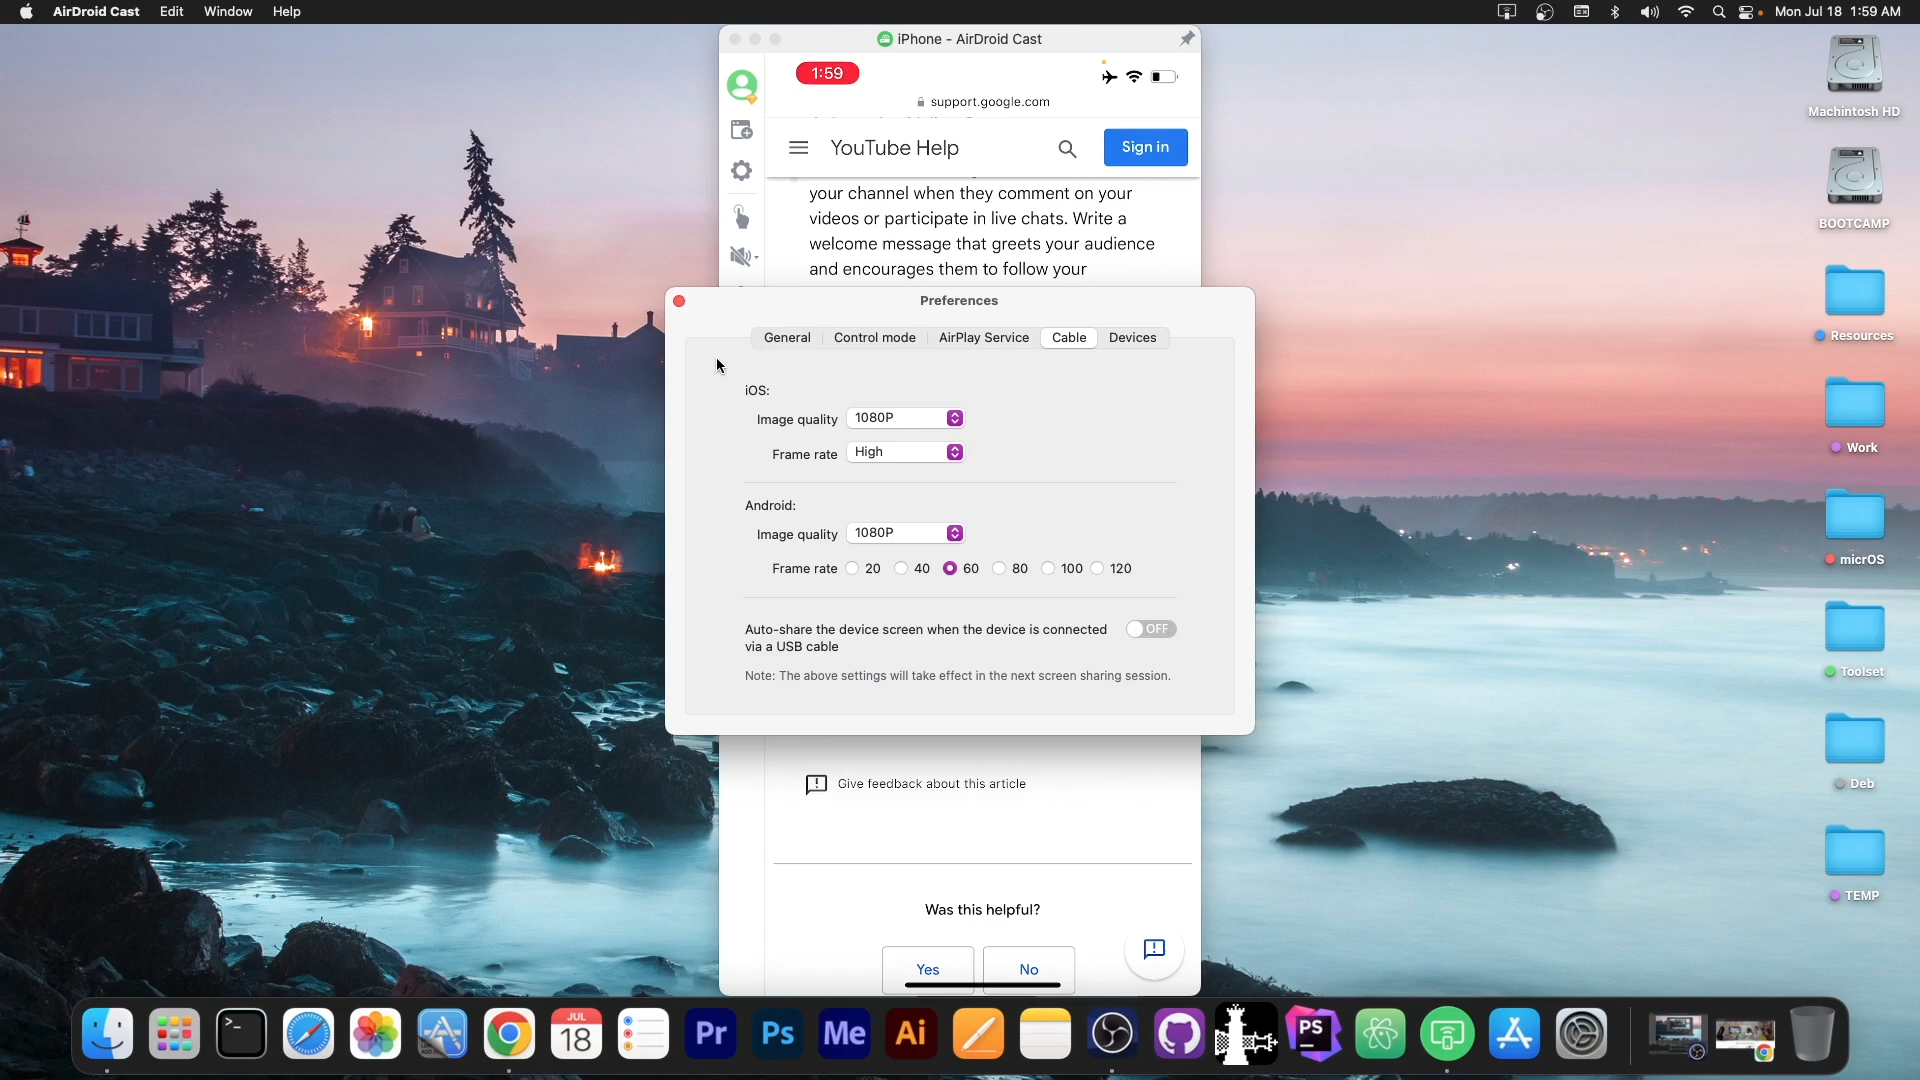 AirDroid Cast Edit Window Help
Mon Jul 18 1:59 AM
iPhone - AirDroid Cast
1:59
support.google.com
YouTube Help
Sign in
your channel when they comment on your
videos or participate in live chats. Write a
welcome message that greets your audience
and encourages them to follow your
Preferences
General Control mode AirPlay Service Cable Devices
iOS:
Image quality 1080P
Frame rate High
Android:
Image quality 1080P
Frame rate 20 40 60 80 100 120
Auto-share the device screen when the device is connected
via a USB cable
OFF
Note: The above settings will take effect in the next screen sharing session.
Give feedback about this article
Was this helpful?
Yes No
Machintosh HD
BOOTCAMP
Resources
Work
micrOS
Toolset
Deb
TEMP
JUL
18
Pr
Ps
Me
Ai
PS